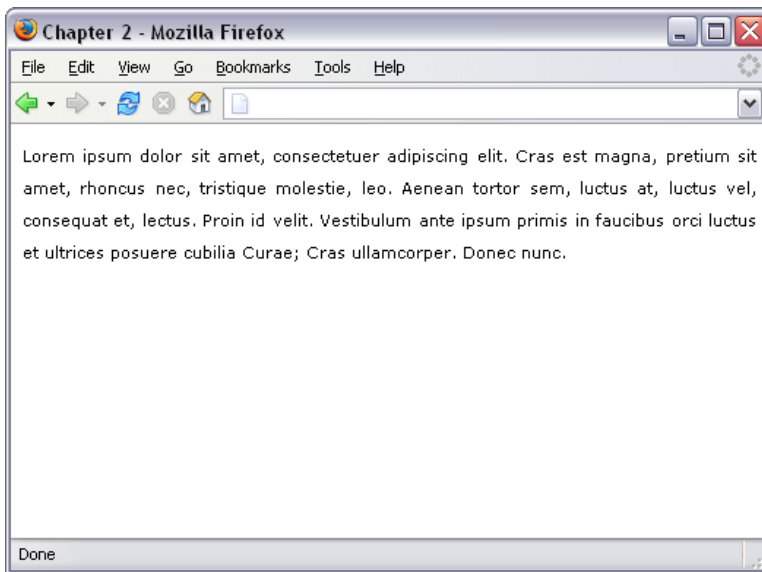 Chapter 2 - Mozilla Firefox
File Edit View Go Bookmarks Tools Help
Lorem ipsum dolor sit amet, consectetuer adipiscing elit. Cras est magna, pretium sit
amet, rhoncus nec, tristique molestie, leo. Aenean tortor sem, luctus at, luctus vel,
consequat et, lectus. Proin id velit. Vestibulum ante ipsum primis in faucibus orci luctus
et ultrices posuere cubilia Curae; Cras ullamcorper. Donec nunc.
Done